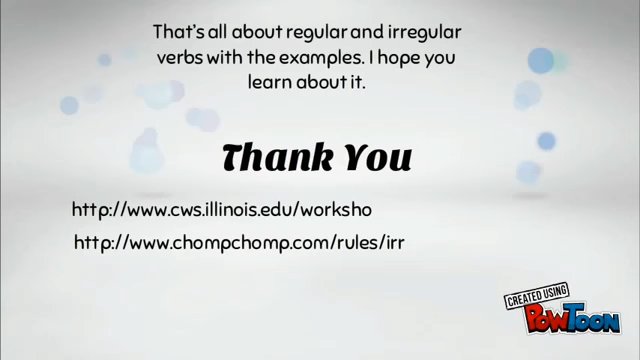 That's all about regular and irregular
verbs with the examples. I hope you
learn about it.
Thank You
http://www.cws.illinois.edu/worksho
http://www.chompchomp.com/rules/irr
CREATED USING
POWTOON